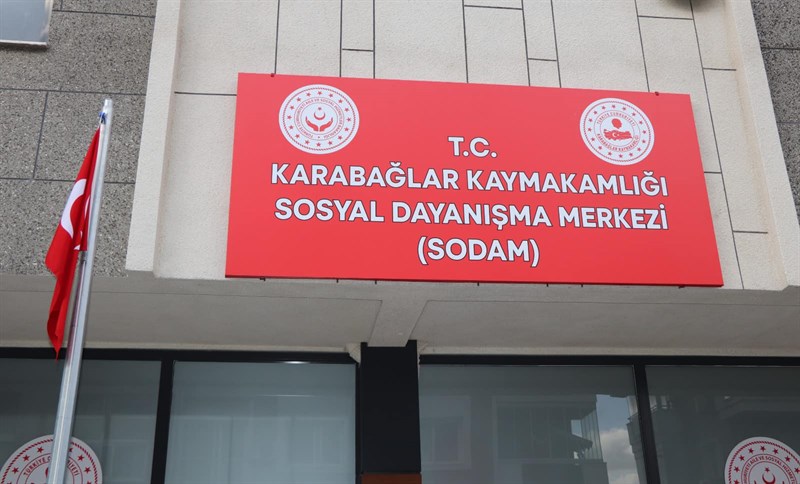 T.C.
KARABAĞLAR KAYMAKAMLIĞI
SOSYAL DAYANIŞMA MERKEZİ
(SODAM)